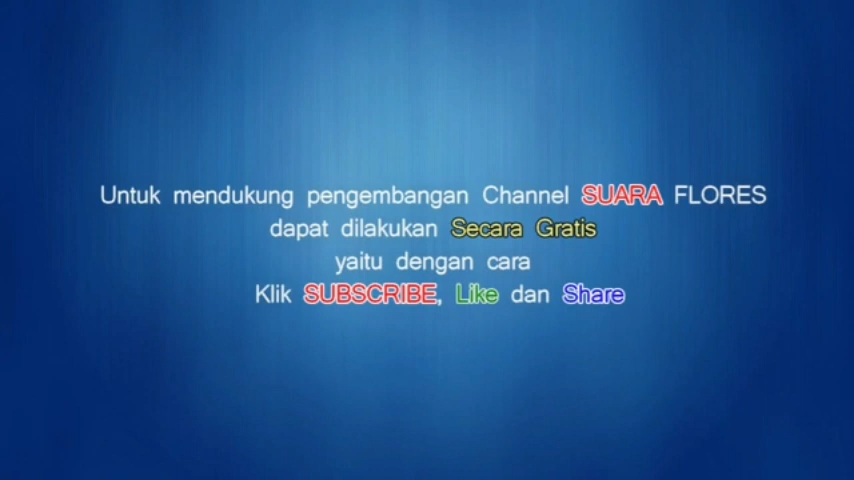 Untuk mendukung pengembangan Channel SUARA FLORES
dapat dilakukan Secara Gratis
yaitu dengan cara
Klik SUBSCRIBE, Like dan Share